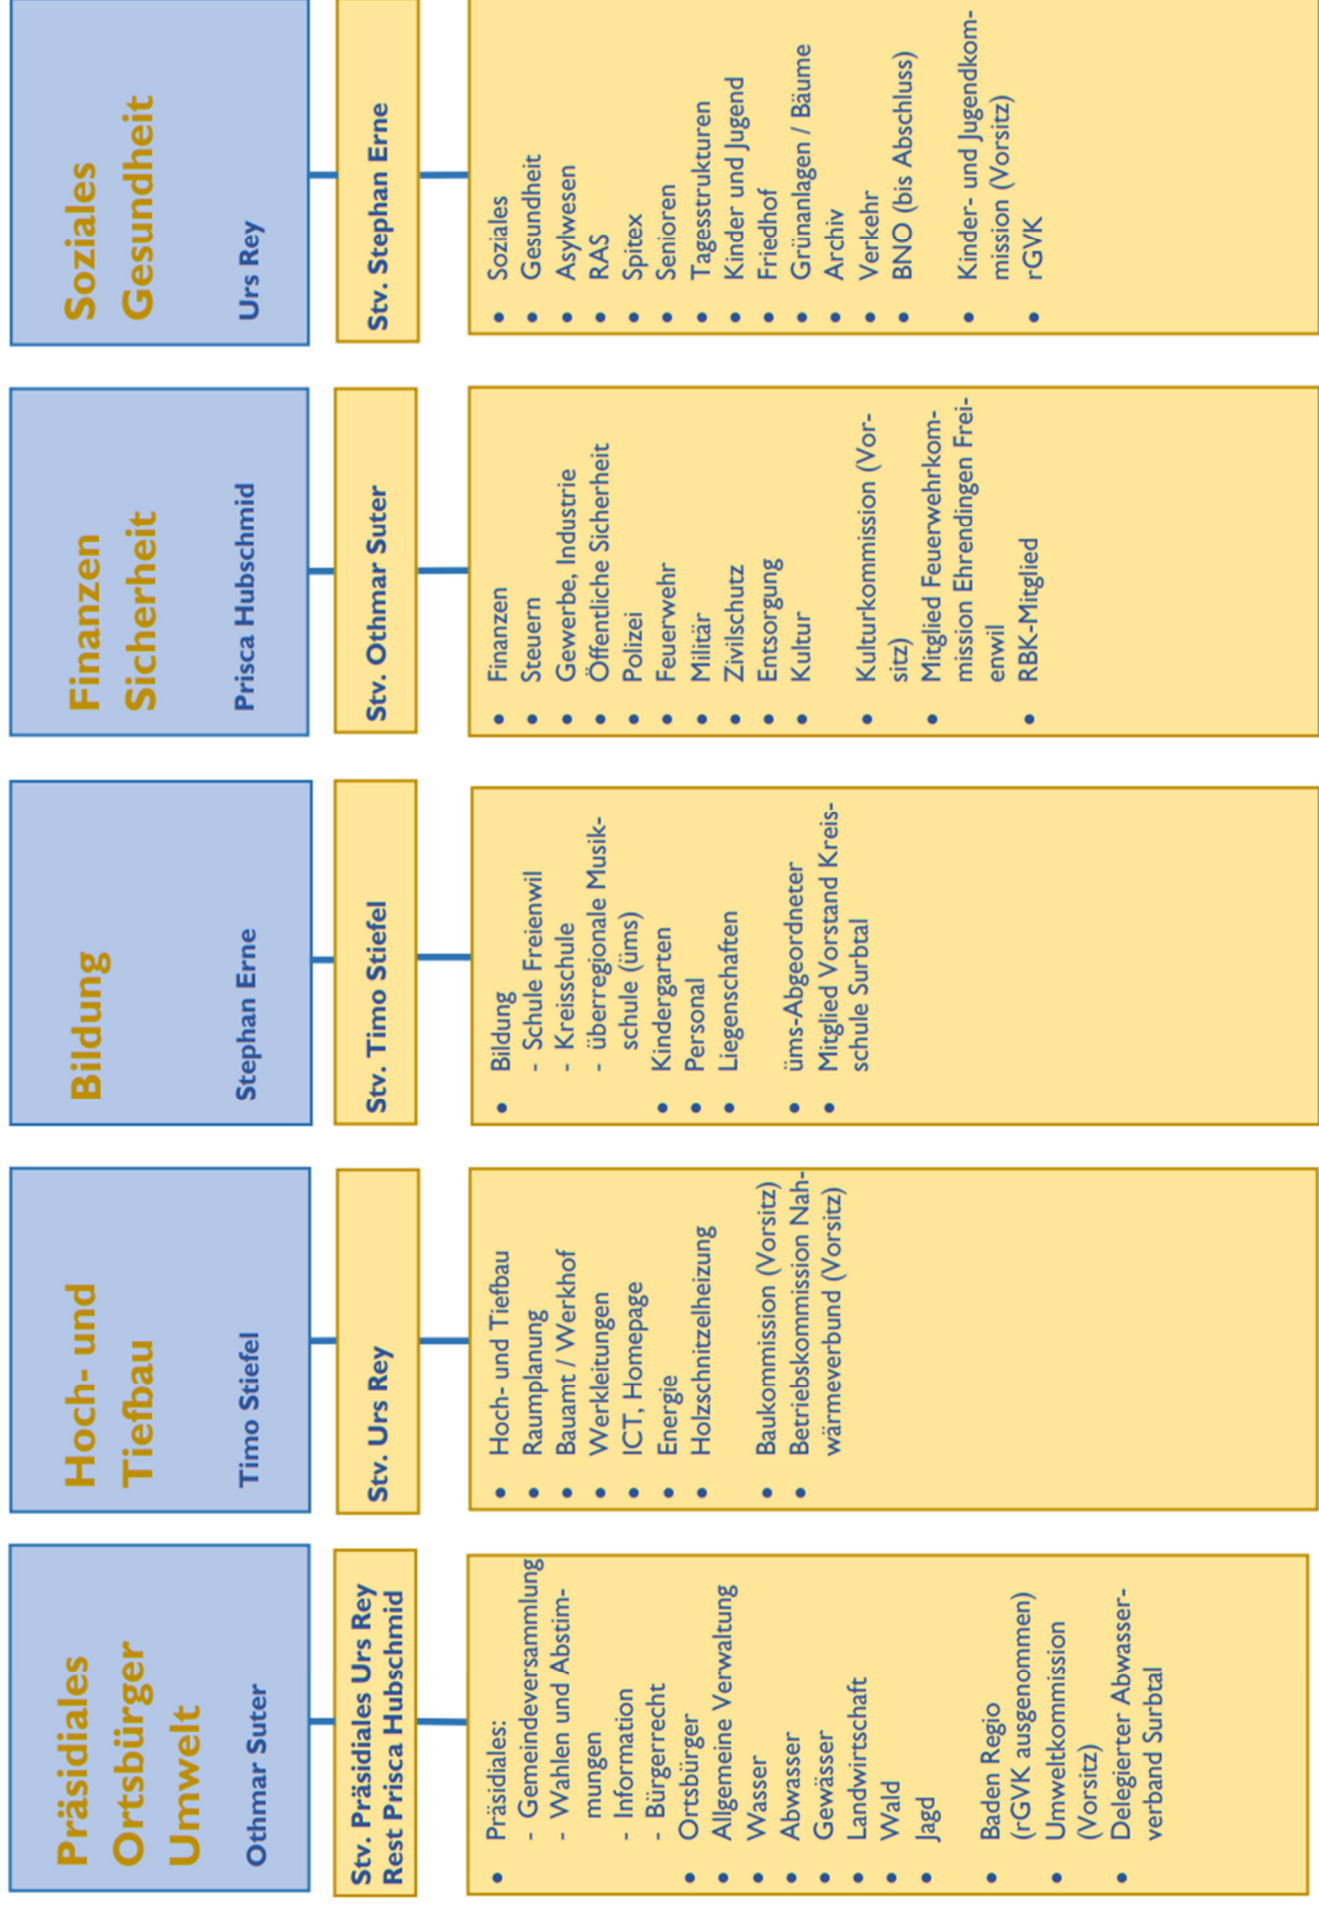 Präsidiales
Ortsbürger
Umwelt
Othmar Suter
Stv. Präsidiales Urs Rey
Rest Prisca Hubschmid
• Präsidiales:
- Gemeindeversammlung
- Wahlen und Abstim-
mungen
- Information
- Bürgerrecht
• Ortsbürger
• Allgemeine Verwaltung
• Wasser
• Abwasser
• Gewässer
• Landwirtschaft
• Wald
• Jagd
• Baden Regio
(rGVK ausgenommen)
• Umweltkommission
(Vorsitz)
• Delegierter Abwasser-
verband Surbtal
Hoch- und
Tiefbau
Timo Stiefel
Stv. Urs Rey
• Hoch- und Tiefbau
• Raumplanung
• Bauamt / Werkhof
• Werkleitungen
• ICT, Homepage
• Energie
• Holzschnitzelheizung
• Baukommission (Vorsitz)
• Betriebskommission Nah-
wärmeverbund (Vorsitz)
Bildung
Stephan Erne
Stv. Timo Stiefel
• Bildung
- Schule Freienwil
- Kreisschule
- überregionale Musik-
schule (üms)
• Kindergarten
• Personal
• Liegenschaften
• üms-Abgeordneter
• Mitglied Vorstand Kreis-
schule Surbtal
Finanzen
Sicherheit
Prisca Hubschmid
Stv. Othmar Suter
• Finanzen
• Steuern
• Gewerbe, Industrie
• Öffentliche Sicherheit
• Polizei
• Feuerwehr
• Militär
• Zivilschutz
• Entsorgung
• Kultur
• Kulturkommission (Vor-
sitz)
• Mitglied Feuerwehrkom-
mission Ehrendingen Frei-
enwil
• RBK-Mitglied
Soziales
Gesundheit
Urs Rey
Stv. Stephan Erne
• Soziales
• Gesundheit
• Asylwesen
• RAS
• Spitex
• Senioren
• Tagesstrukturen
• Kinder und Jugend
• Friedhof
• Grünanlagen / Bäume
• Archiv
• Verkehr
• BNO (bis Abschluss)
• Kinder- und Jugendkom-
mission (Vorsitz)
• rGVK